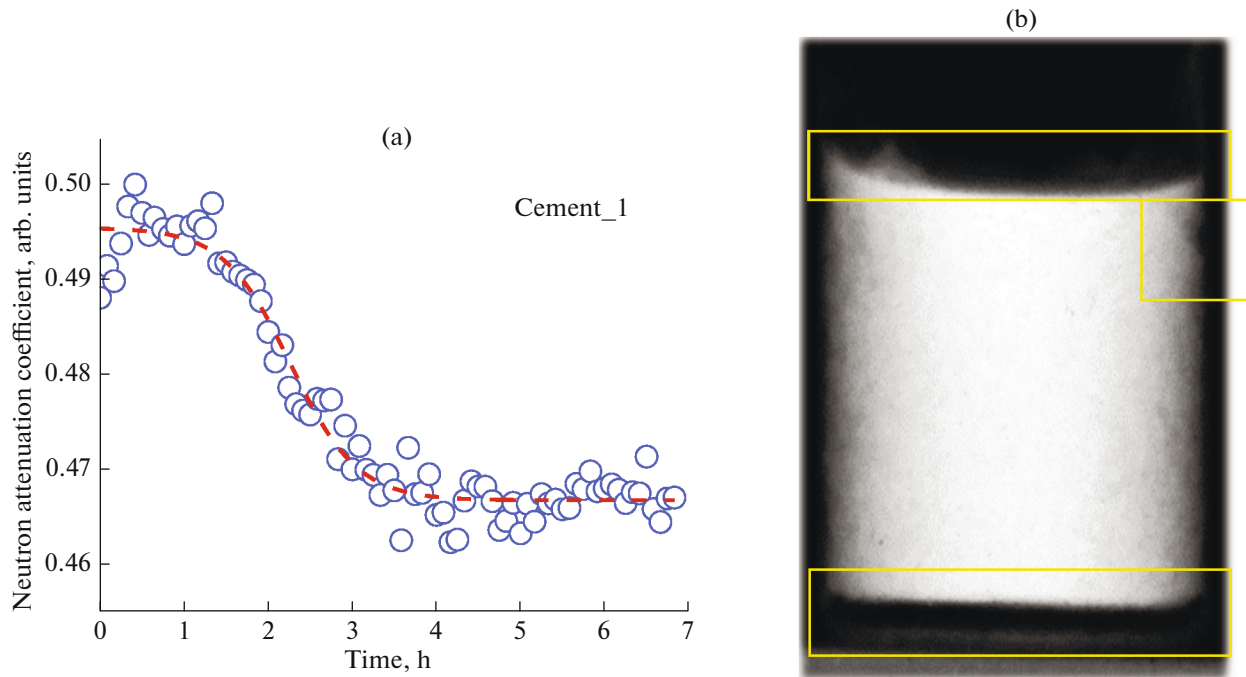 (a)
Neutron attenuation coefficient, arb. units
0.50
0.49
0.48
0.47
0.46
Cement_1
0 1 2 3 4 5 6 7
Time, h
(b)